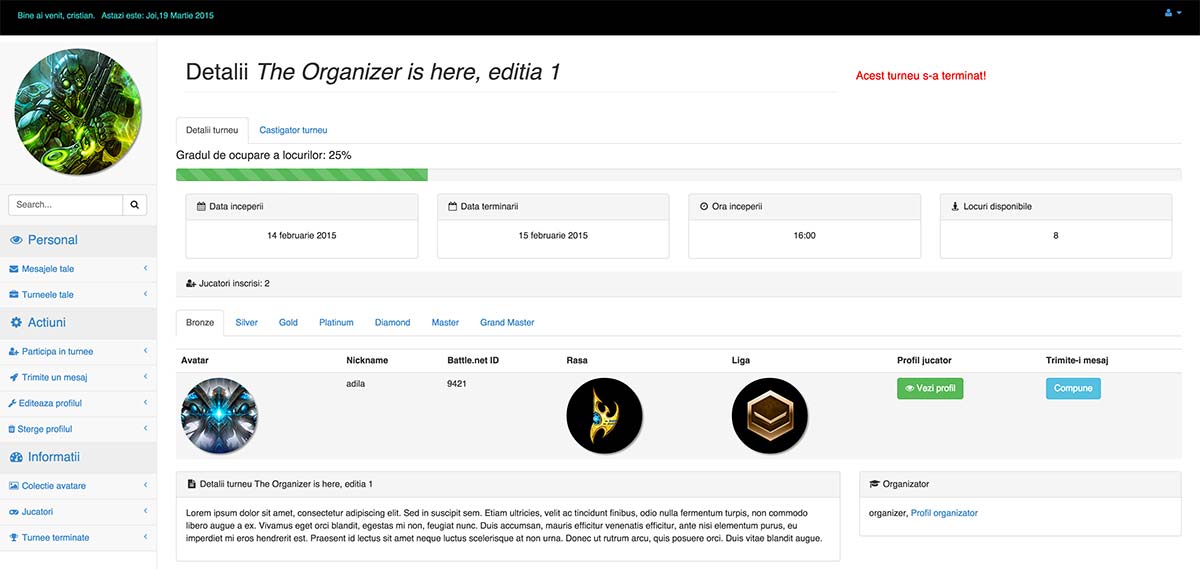 Bine ai venit, cristian. Astazi este: Joi,19 Martie 2015
Detalii The Organizer is here, editia 1
Acest turneu s-a terminat!
Detalii turneu Castigator turneu
Gradul de ocupare a locurilor: 25%
Search...
Personal
Mesajele tale
Turneele tale
Actiuni
Participa in turnee
Trimite un mesaj
Editeaza profilul
Sterge profilul
Informatii
Colectie avatare
Jucatori
Turnee terminate
Data inceperii
14 februarie 2015
Data terminarii
15 februarie 2015
Ora inceperii
16:00
Locuri disponibile
8
Jucatori inscrisi: 2
Bronze Silver Gold Platinum Diamond Master Grand Master
Avatar Nickname Battle.net ID Rasa Liga Profil jucator Trimite-i mesaj
adila 9421 Vezi profil Compune
Detalii turneu The Organizer is here, editia 1
Lorem ipsum dolor sit amet, consectetur adipiscing elit. Sed in suscipit sem. Etiam ultricies, velit ac tincidunt finibus, odio nulla fermentum turpis, non commodo
libero augue a ex. Vivamus eget orci blandit, egestas mi non, feugiat nunc. Duis accumsan, mauris efficitur venenatis efficitur, ante nisi elementum purus, eu
imperdiet mi eros hendrerit est. Praesent id lectus sit amet neque luctus scelerisque at non urna. Donec ut rutrum arcu, quis posuere orci. Duis vitae blandit augue.
Organizator
organizer, Profil organizator